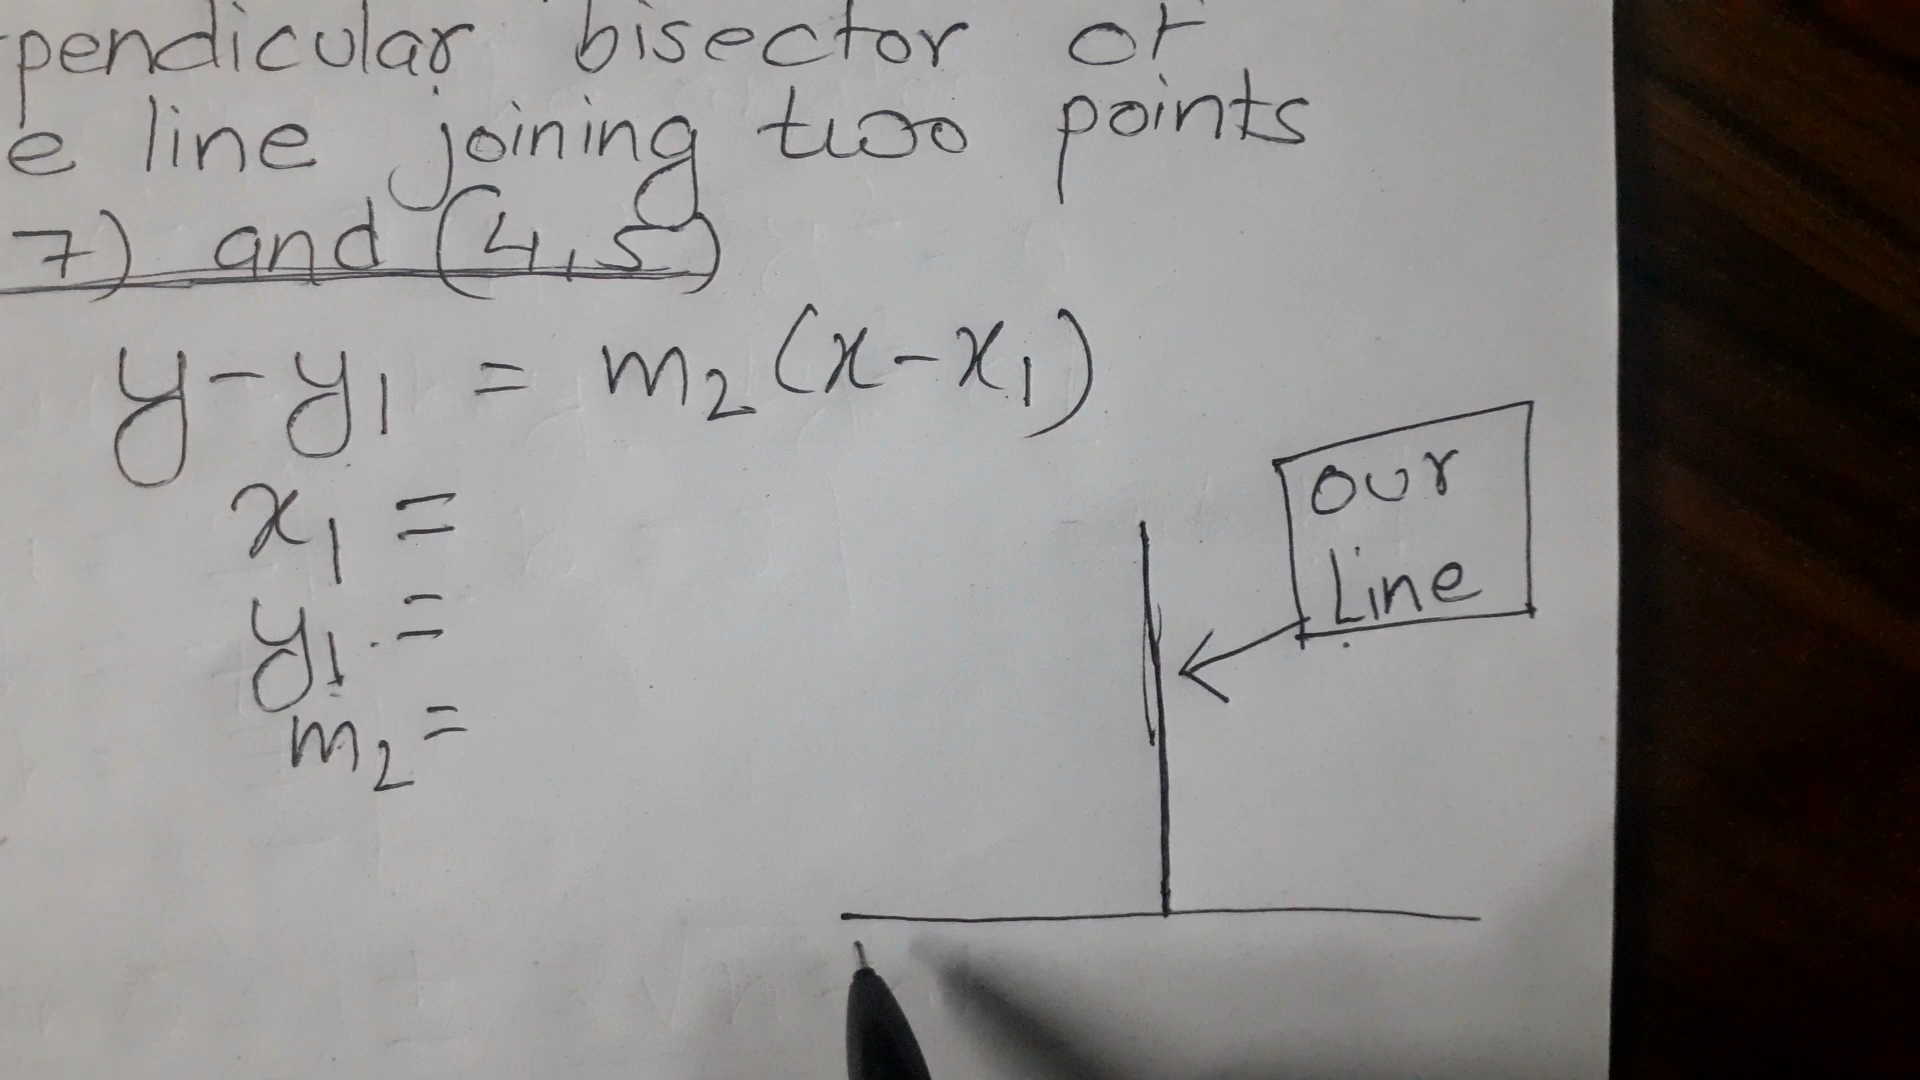 pendicular bisector of
e line joining two points
7) and (4,5)
y-y1 = m2(x-x1)
x1 =
y1 =
m2 =
our
Line